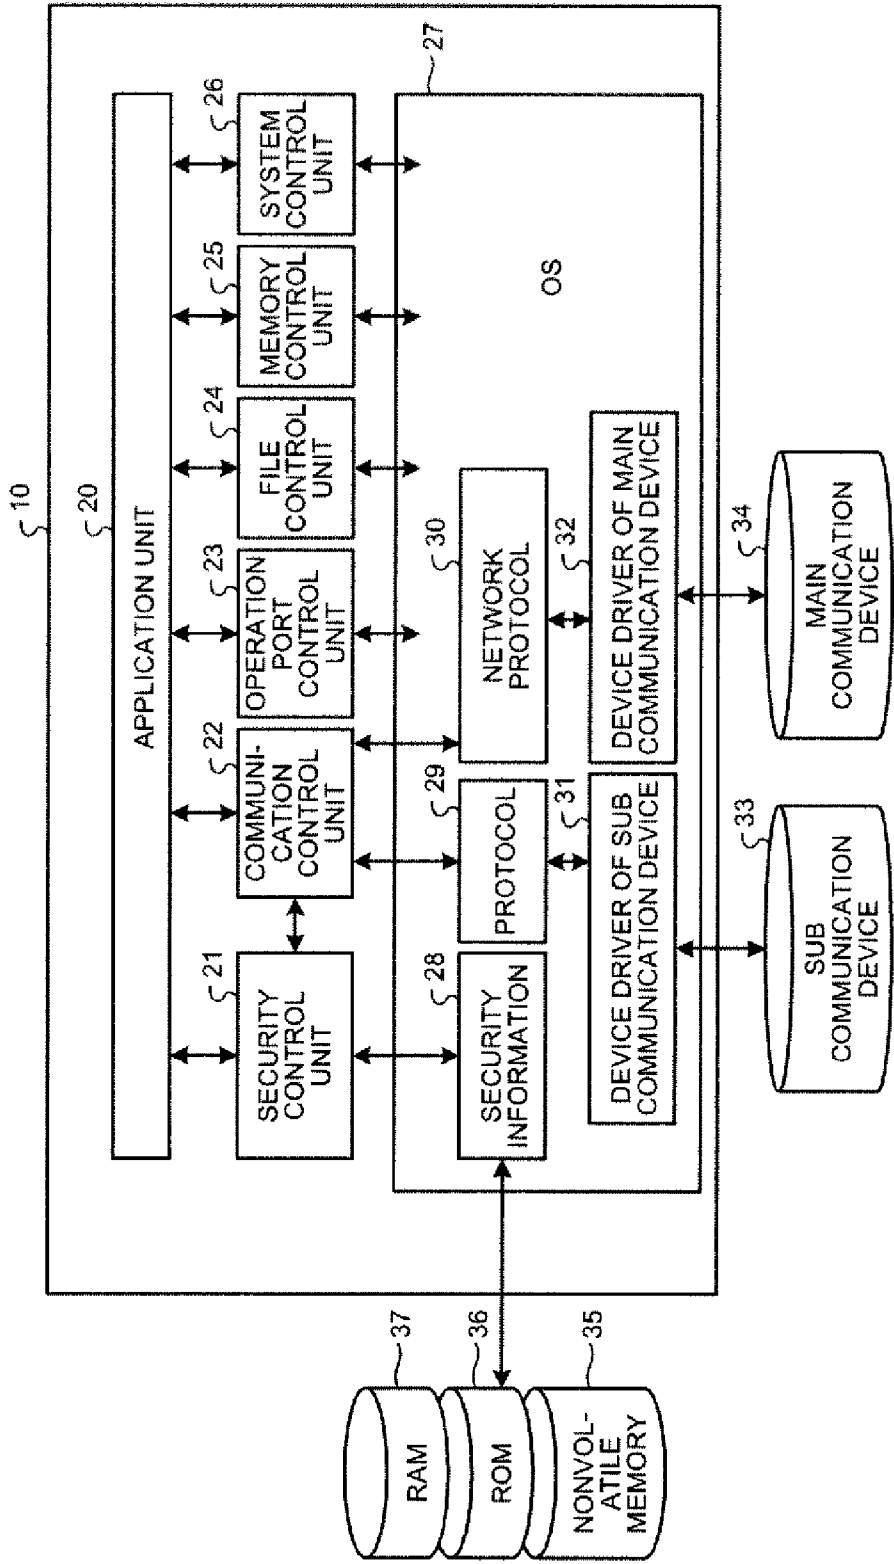 10
20
APPLICATION UNIT
21
SECURITY
CONTROL
UNIT
22
COMMUNI-
CATION
CONTROL
UNIT
23
OPERATION
PORT
CONTROL
UNIT
24
FILE
CONTROL
UNIT
25
MEMORY
CONTROL
UNIT
26
SYSTEM
CONTROL
UNIT
27
OS
28
SECURITY
INFORMATION
29
PROTOCOL
30
NETWORK
PROTOCOL
31
DEVICE DRIVER OF SUB
COMMUNICATION DEVICE
32
DEVICE DRIVER OF MAIN
COMMUNICATION DEVICE
37
RAM
36
ROM
35
NONVOL-
ATILE
MEMORY
33
SUB
COMMUNICATION
DEVICE
34
MAIN
COMMUNICATION
DEVICE